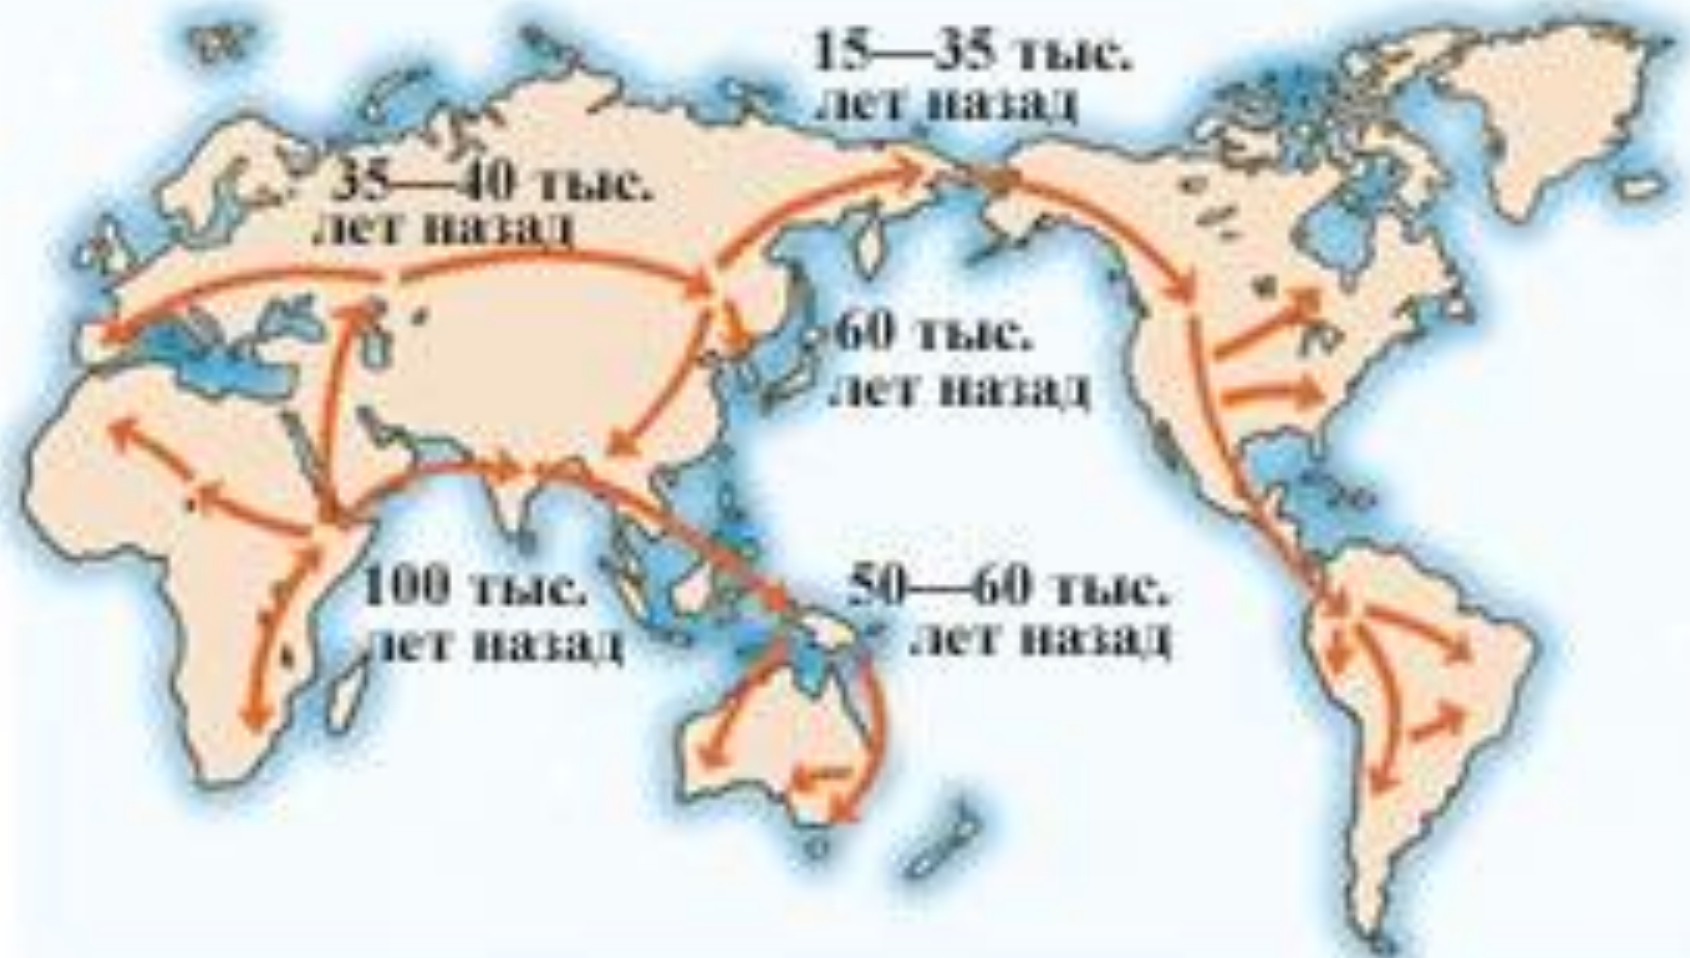 15—35 тыс.
лет назад
35—40 тыс.
лет назад
60 тыс.
лет назад
100 тыс.
лет назад
50—60 тыс.
лет назад